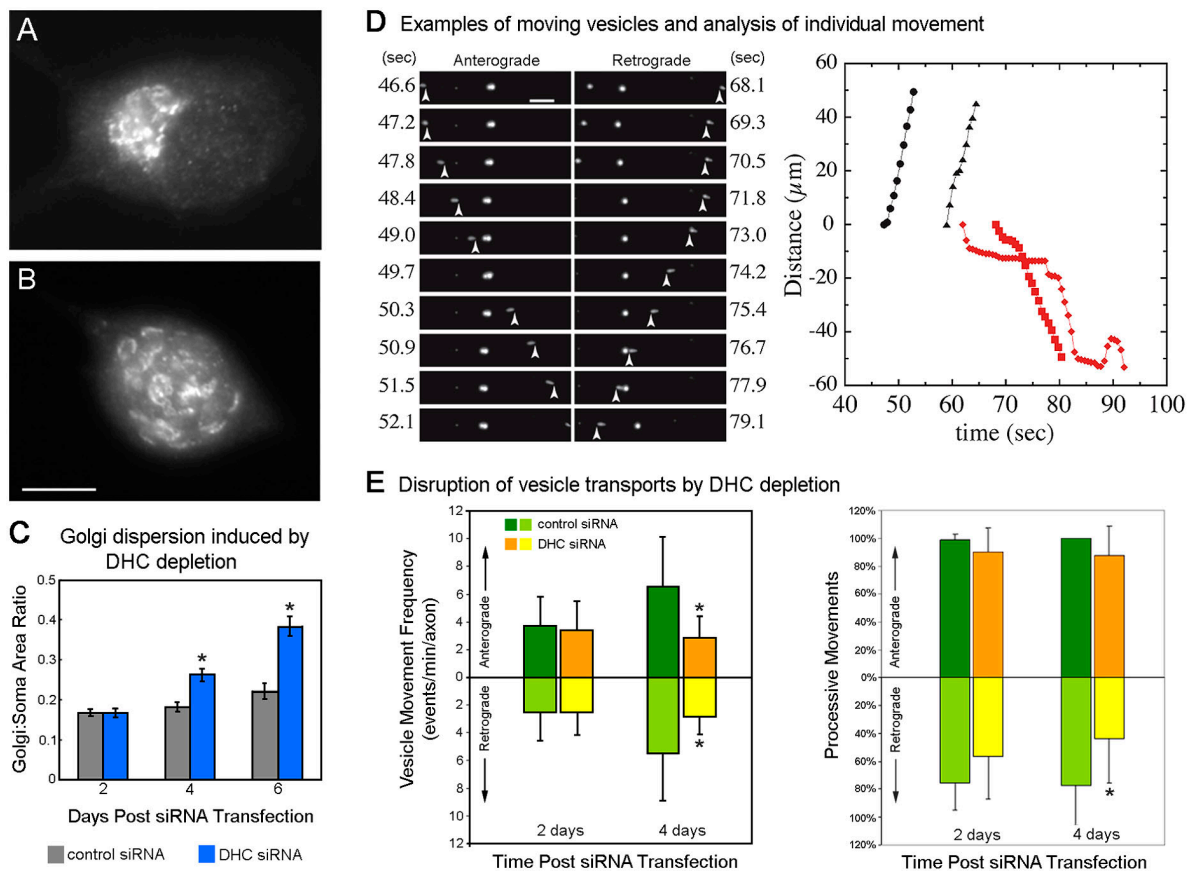 A
B
C Golgi dispersion induced by
DHC depletion
Golgi:Soma Area Ratio
0.5
0.4
0.3
0.2
0.1
0
*
*
2 4 6
Days Post siRNA Transfection
control siRNA DHC siRNA
D Examples of moving vesicles and analysis of individual movement
(sec) Anterograde Retrograde (sec)
46.6 68.1
47.2 69.3
47.8 70.5
48.4 71.8
49.0 73.0
49.7 74.2
50.3 75.4
50.9 76.7
51.5 77.9
52.1 79.1
Distance (μm)
60
40
20
0
-20
-40
-60
40 50 60 70 80 90 100
time (sec)
E Disruption of vesicle transports by DHC depletion
Vesicle Movement Frequency
(events/min/axon)
12
10
8
6
4
2
0
2
4
6
8
10
12
Anterograde
Retrograde
control siRNA
DHC siRNA
*
*
2 days 4 days
Time Post siRNA Transfection
Processive Movements
120%
100%
80%
60%
40%
20%
0%
20%
40%
60%
80%
100%
120%
Anterograde
Retrograde
*
2 days 4 days
Time Post siRNA Transfection